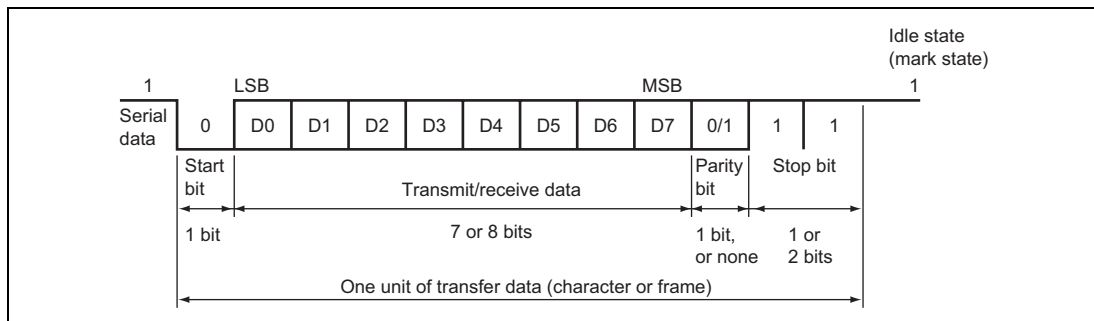 Idle state
(mark state)
1 LSB MSB 1
Serial
data
0 D0 D1 D2 D3 D4 D5 D6 D7 0/1 1 1
Start
bit
Transmit/receive data
Parity
bit
Stop bit
1 bit
7 or 8 bits
1 bit,
or none
1 or
2 bits
One unit of transfer data (character or frame)